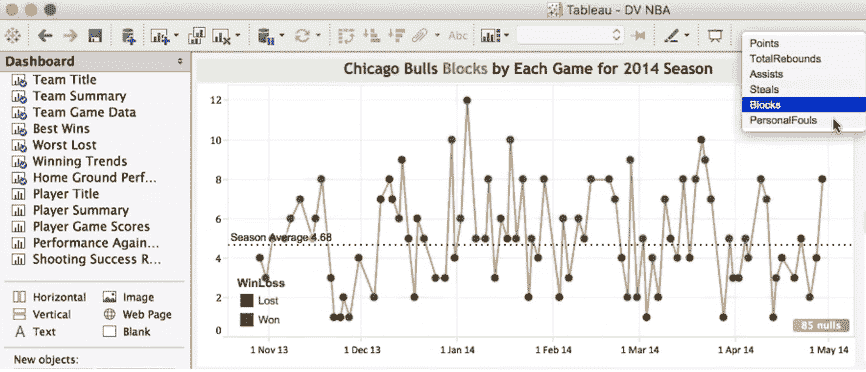 Tableau - DV NBA
Abc
Dashboard
Team Title
Team Summary
Team Game Data
Best Wins
Worst Lost
Winning Trends
Home Ground Perf...
Player Title
Player Summary
Player Game Scores
Performance Again...
Shooting Success R...
Horizontal
Image
Vertical
Web Page
A Text
Blank
New objects:
Chicago Bulls Blocks by Each Game for 2014 Season
Points
TotalRebounds
Assists
Steals
Blocks
PersonalFouls
12
10
8
6
Season Average 4.68
4
2
0
WinLoss
Lost
Won
85 nulls
1 Nov 13
1 Dec 13
1 Jan 14
1 Feb 14
1 Mar 14
1 Apr 14
1 May 14